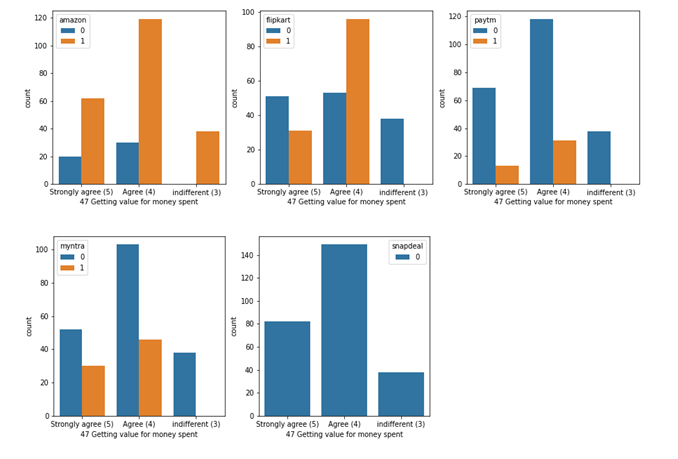 amazon
0
1
120
100
80
60
40
20
0
count
Strongly agree (5) Agree (4) indifferent (3)
47 Getting value for money spent
flipkart
0
1
100
80
60
40
20
0
count
Strongly agree (5) Agree (4) indifferent (3)
47 Getting value for money spent
paytm
0
1
120
100
80
60
40
20
0
count
Strongly agree (5) Agree (4) indifferent (3)
47 Getting value for money spent
myntra
0
1
100
80
60
40
20
0
count
Strongly agree (5) Agree (4) indifferent (3)
47 Getting value for money spent
snapdeal
0
140
120
100
80
60
40
20
0
count
Strongly agree (5) Agree (4) indifferent (3)
47 Getting value for money spent